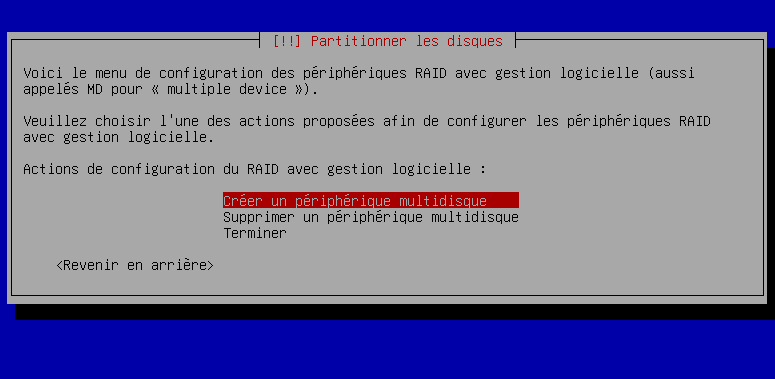 [!!] Partitionner les disques
Voici le menu de configuration des périphériques RAID avec gestion logicielle (aussi
appelés MD pour « multiple device »).
Veuillez choisir l'une des actions proposées afin de configurer les périphériques RAID
avec gestion logicielle.
Actions de configuration du RAID avec gestion logicielle :
Créer un périphérique multidisque
Supprimer un périphérique multidisque
Terminer
<Revenir en arrière>